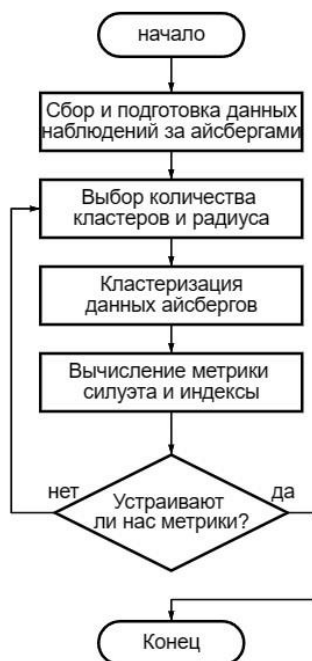 начало
Сбор и подготовка данных
наблюдений за айсбергами
Выбор количества
кластеров и радиуса
Кластеризация
данных айсбергов
Вычисление метрики
силуэта и индексы
нет
да
Устраивают
ли нас метрики?
Конец